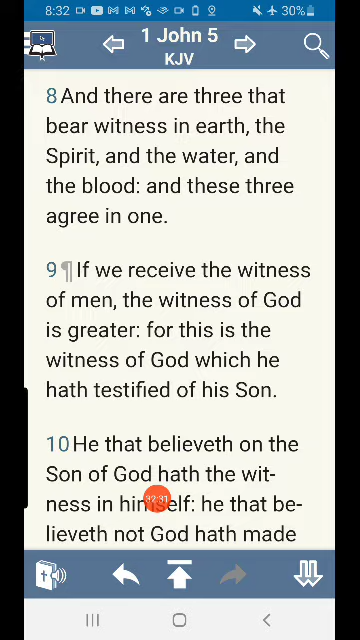 8:32
30%
1 John 5
KJV
8 And there are three that
bear witness in earth, the
Spirit, and the water, and
the blood: and these three
agree in one.
9 ¶ If we receive the witness
of men, the witness of God
is greater: for this is the
witness of God which he
hath testified of his Son.
10 He that believeth on the
Son of God hath the wit-
ness in himself: he that be-
lieveth not God hath made
32:31